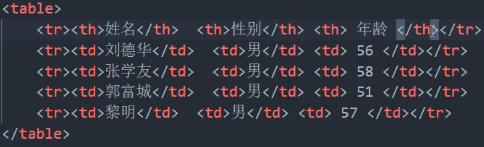 <table>
<tr><th>姓名</th> <th>性别</th> <th> 年龄 </th></tr>
<tr><td>刘德华</td> <td>男</td> <td> 56 </td></tr>
<tr><td>张学友</td> <td>男</td> <td> 58 </td></tr>
<tr><td>郭富城</td> <td>男</td> <td> 51 </td></tr>
<tr><td>黎明</td> <td>男</td> <td> 57 </td></tr>
</table>